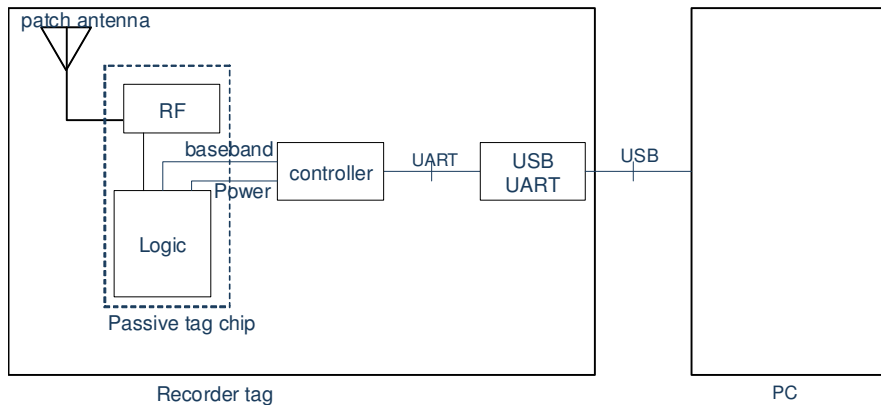 patch antenna
RF
baseband
Power
Logic
Passive tag chip
controller
UART
USB
UART
USB
Recorder tag
PC